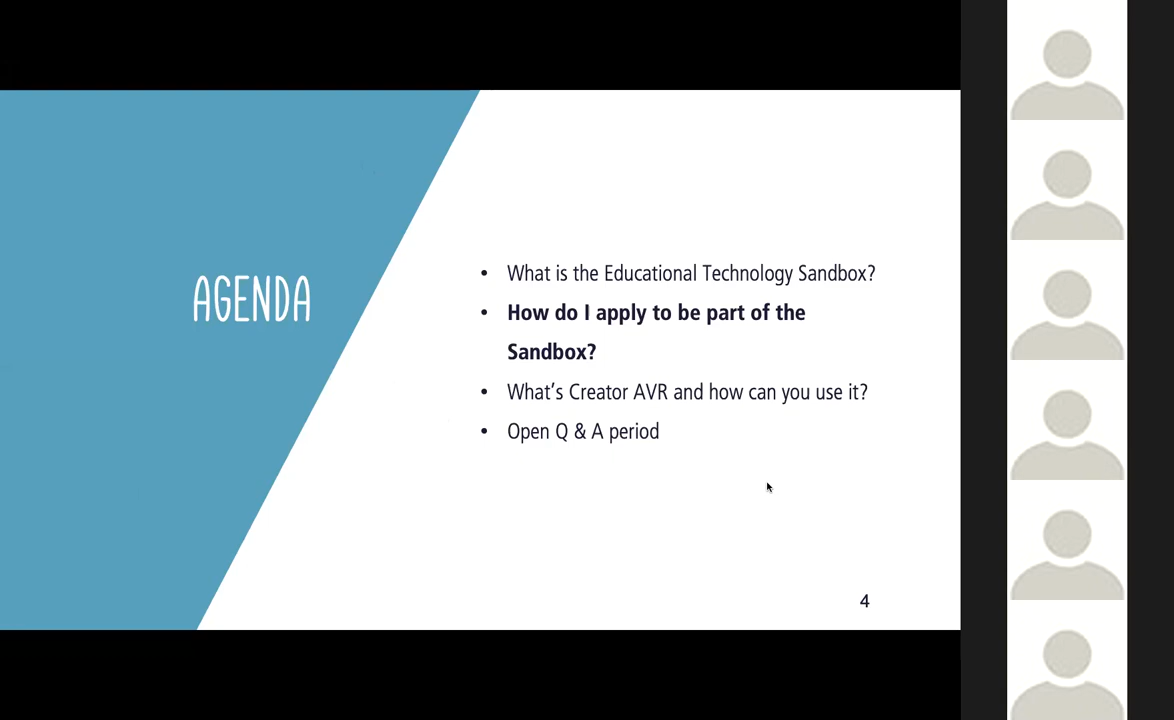 AGENDA
• What is the Educational Technology Sandbox?
• How do I apply to be part of the
Sandbox?
• What’s Creator AVR and how can you use it?
• Open Q & A period
4